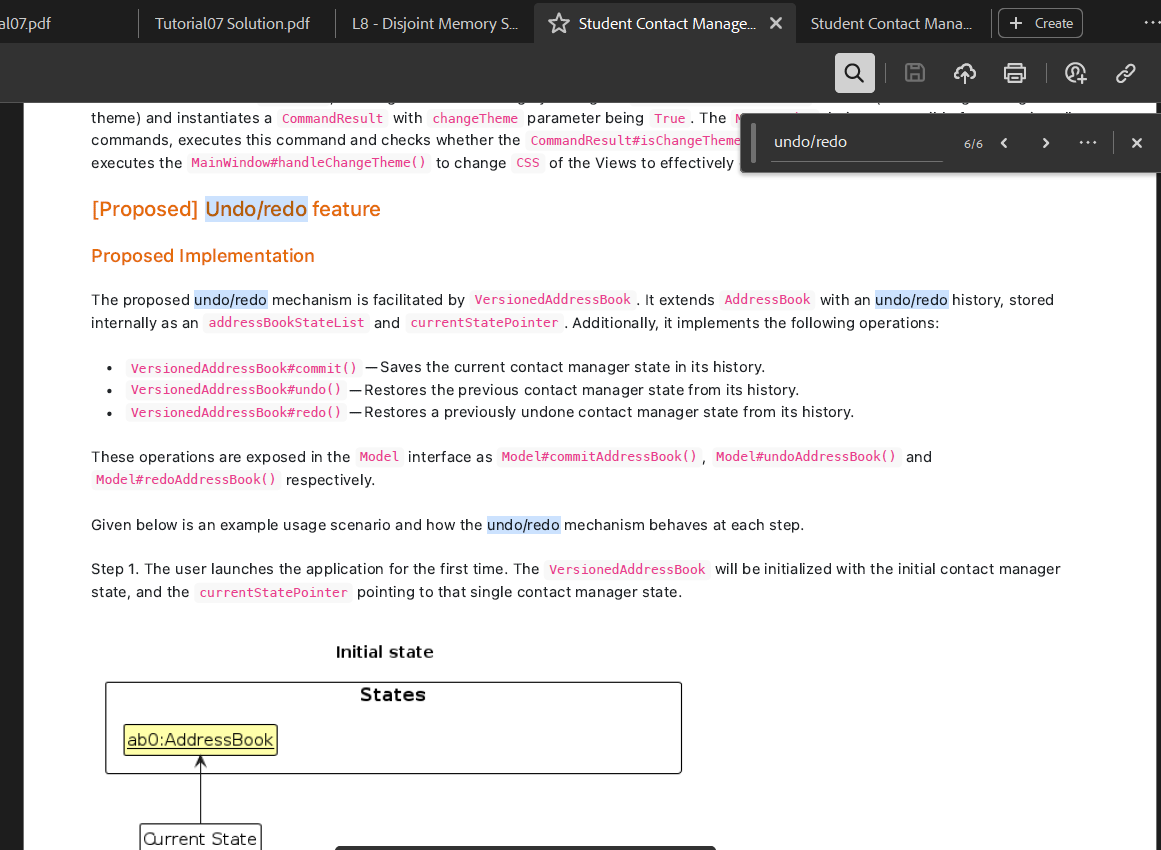 al07.pdf
Tutorial07 Solution.pdf
L8 - Disjoint Memory S...
Student Contact Manage...
Student Contact Mana...
Create
undo/redo
6/6
theme) and instantiates a CommandResult with changeTheme parameter being True. The
commands, executes this command and checks whether the CommandResult#isChangeTheme
executes the MainWindow#handleChangeTheme() to change CSS of the Views to effectively
[Proposed] Undo/redo feature
Proposed Implementation
The proposed undo/redo mechanism is facilitated by VersionedAddressBook. It extends AddressBook with an undo/redo history, stored
internally as an addressBookStateList and currentStatePointer. Additionally, it implements the following operations:
• VersionedAddressBook#commit() — Saves the current contact manager state in its history.
• VersionedAddressBook#undo() — Restores the previous contact manager state from its history.
• VersionedAddressBook#redo() — Restores a previously undone contact manager state from its history.
These operations are exposed in the Model interface as Model#commitAddressBook(), Model#undoAddressBook() and
Model#redoAddressBook() respectively.
Given below is an example usage scenario and how the undo/redo mechanism behaves at each step.
Step 1. The user launches the application for the first time. The VersionedAddressBook will be initialized with the initial contact manager
state, and the currentStatePointer pointing to that single contact manager state.
Initial state
States
ab0:AddressBook
Current State